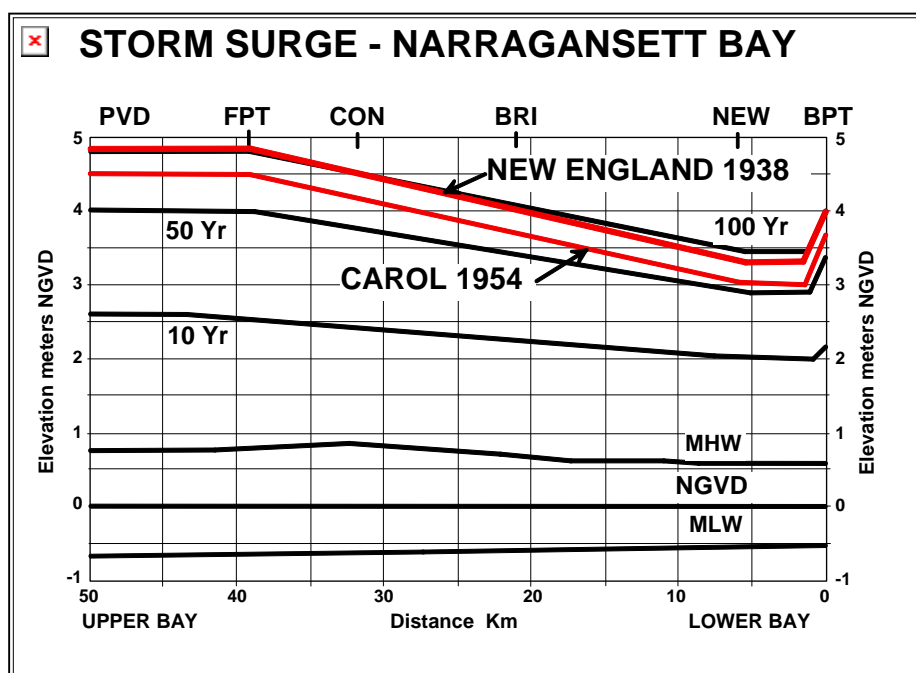 STORM SURGE - NARRAGANSETT BAY
PVD FPT CON BRI NEW BPT
Elevation meters NGVD
5
4
3
2
1
0
-1
NEW ENGLAND 1938
100 Yr
50 Yr
CAROL 1954
10 Yr
MHW
NGVD
MLW
5
4
3
2
1
0
-1
Elevation meters NGVD
50 40 30 20 10 0
UPPER BAY Distance Km LOWER BAY